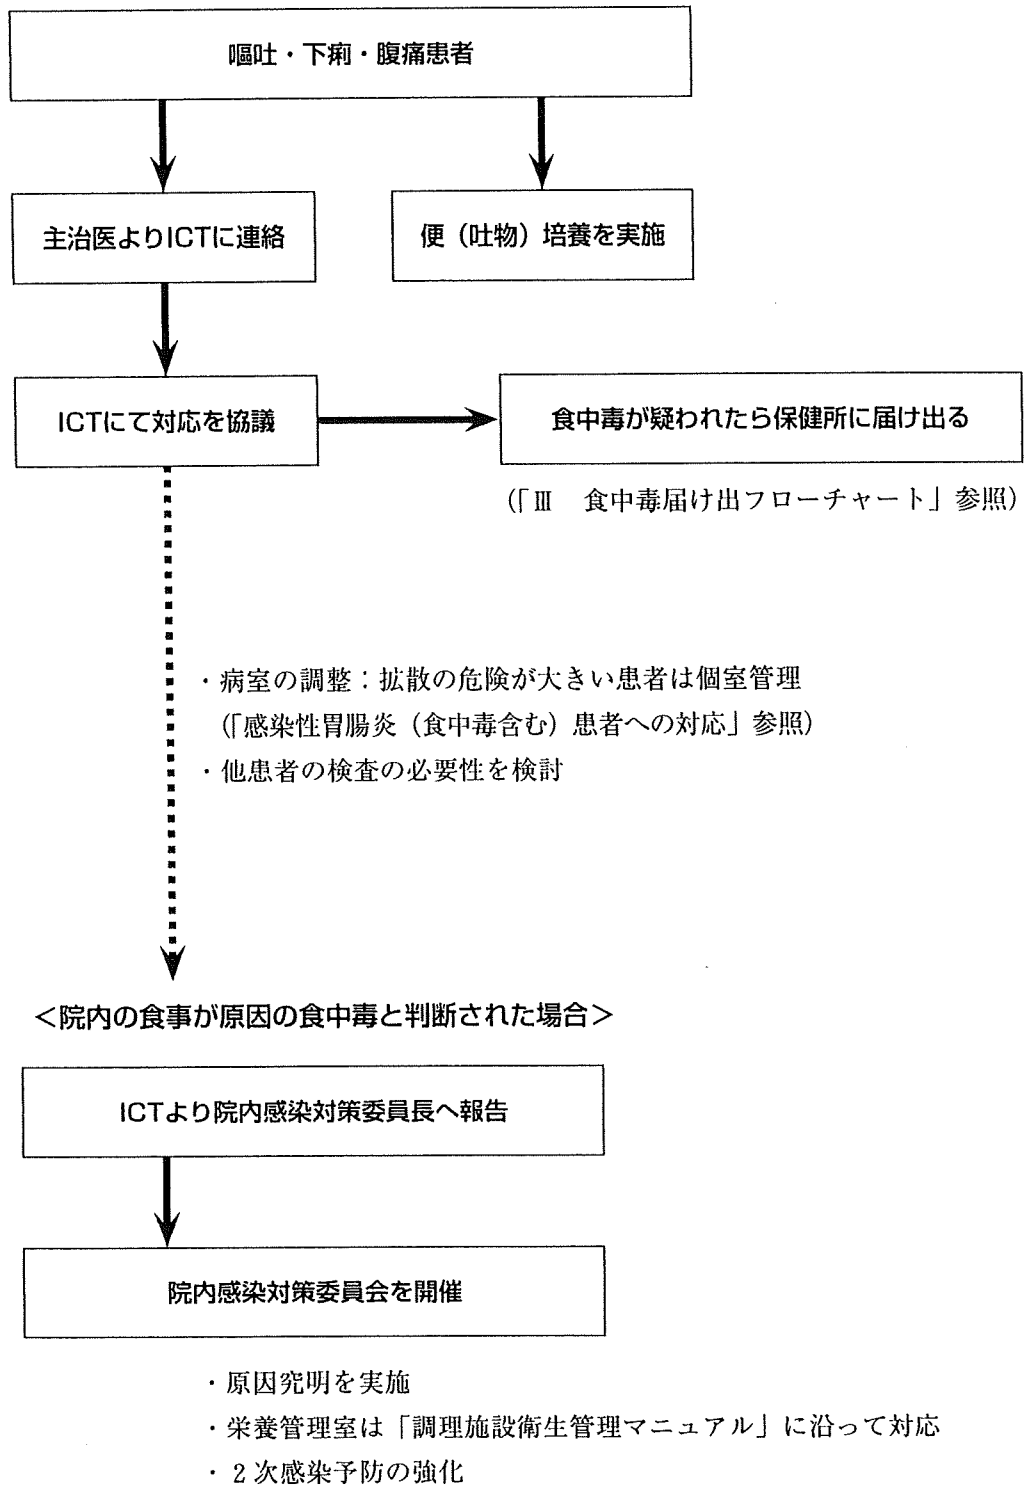 嘔吐・下痢・腹痛患者
主治医よりICTに連絡
便（吐物）培養を実施
ICTにて対応を協議
食中毒が疑われたら保健所に届け出る
（「Ⅲ　食中毒届け出フローチャート」参照）
・病室の調整：拡散の危険が大きい患者は個室管理
（「感染性胃腸炎（食中毒含む）患者への対応」参照）
・他患者の検査の必要性を検討
＜院内の食事が原因の食中毒と判断された場合＞
ICTより院内感染対策委員長へ報告
院内感染対策委員会を開催
・原因究明を実施
・栄養管理室は「調理施設衛生管理マニュアル」に沿って対応
・２次感染予防の強化